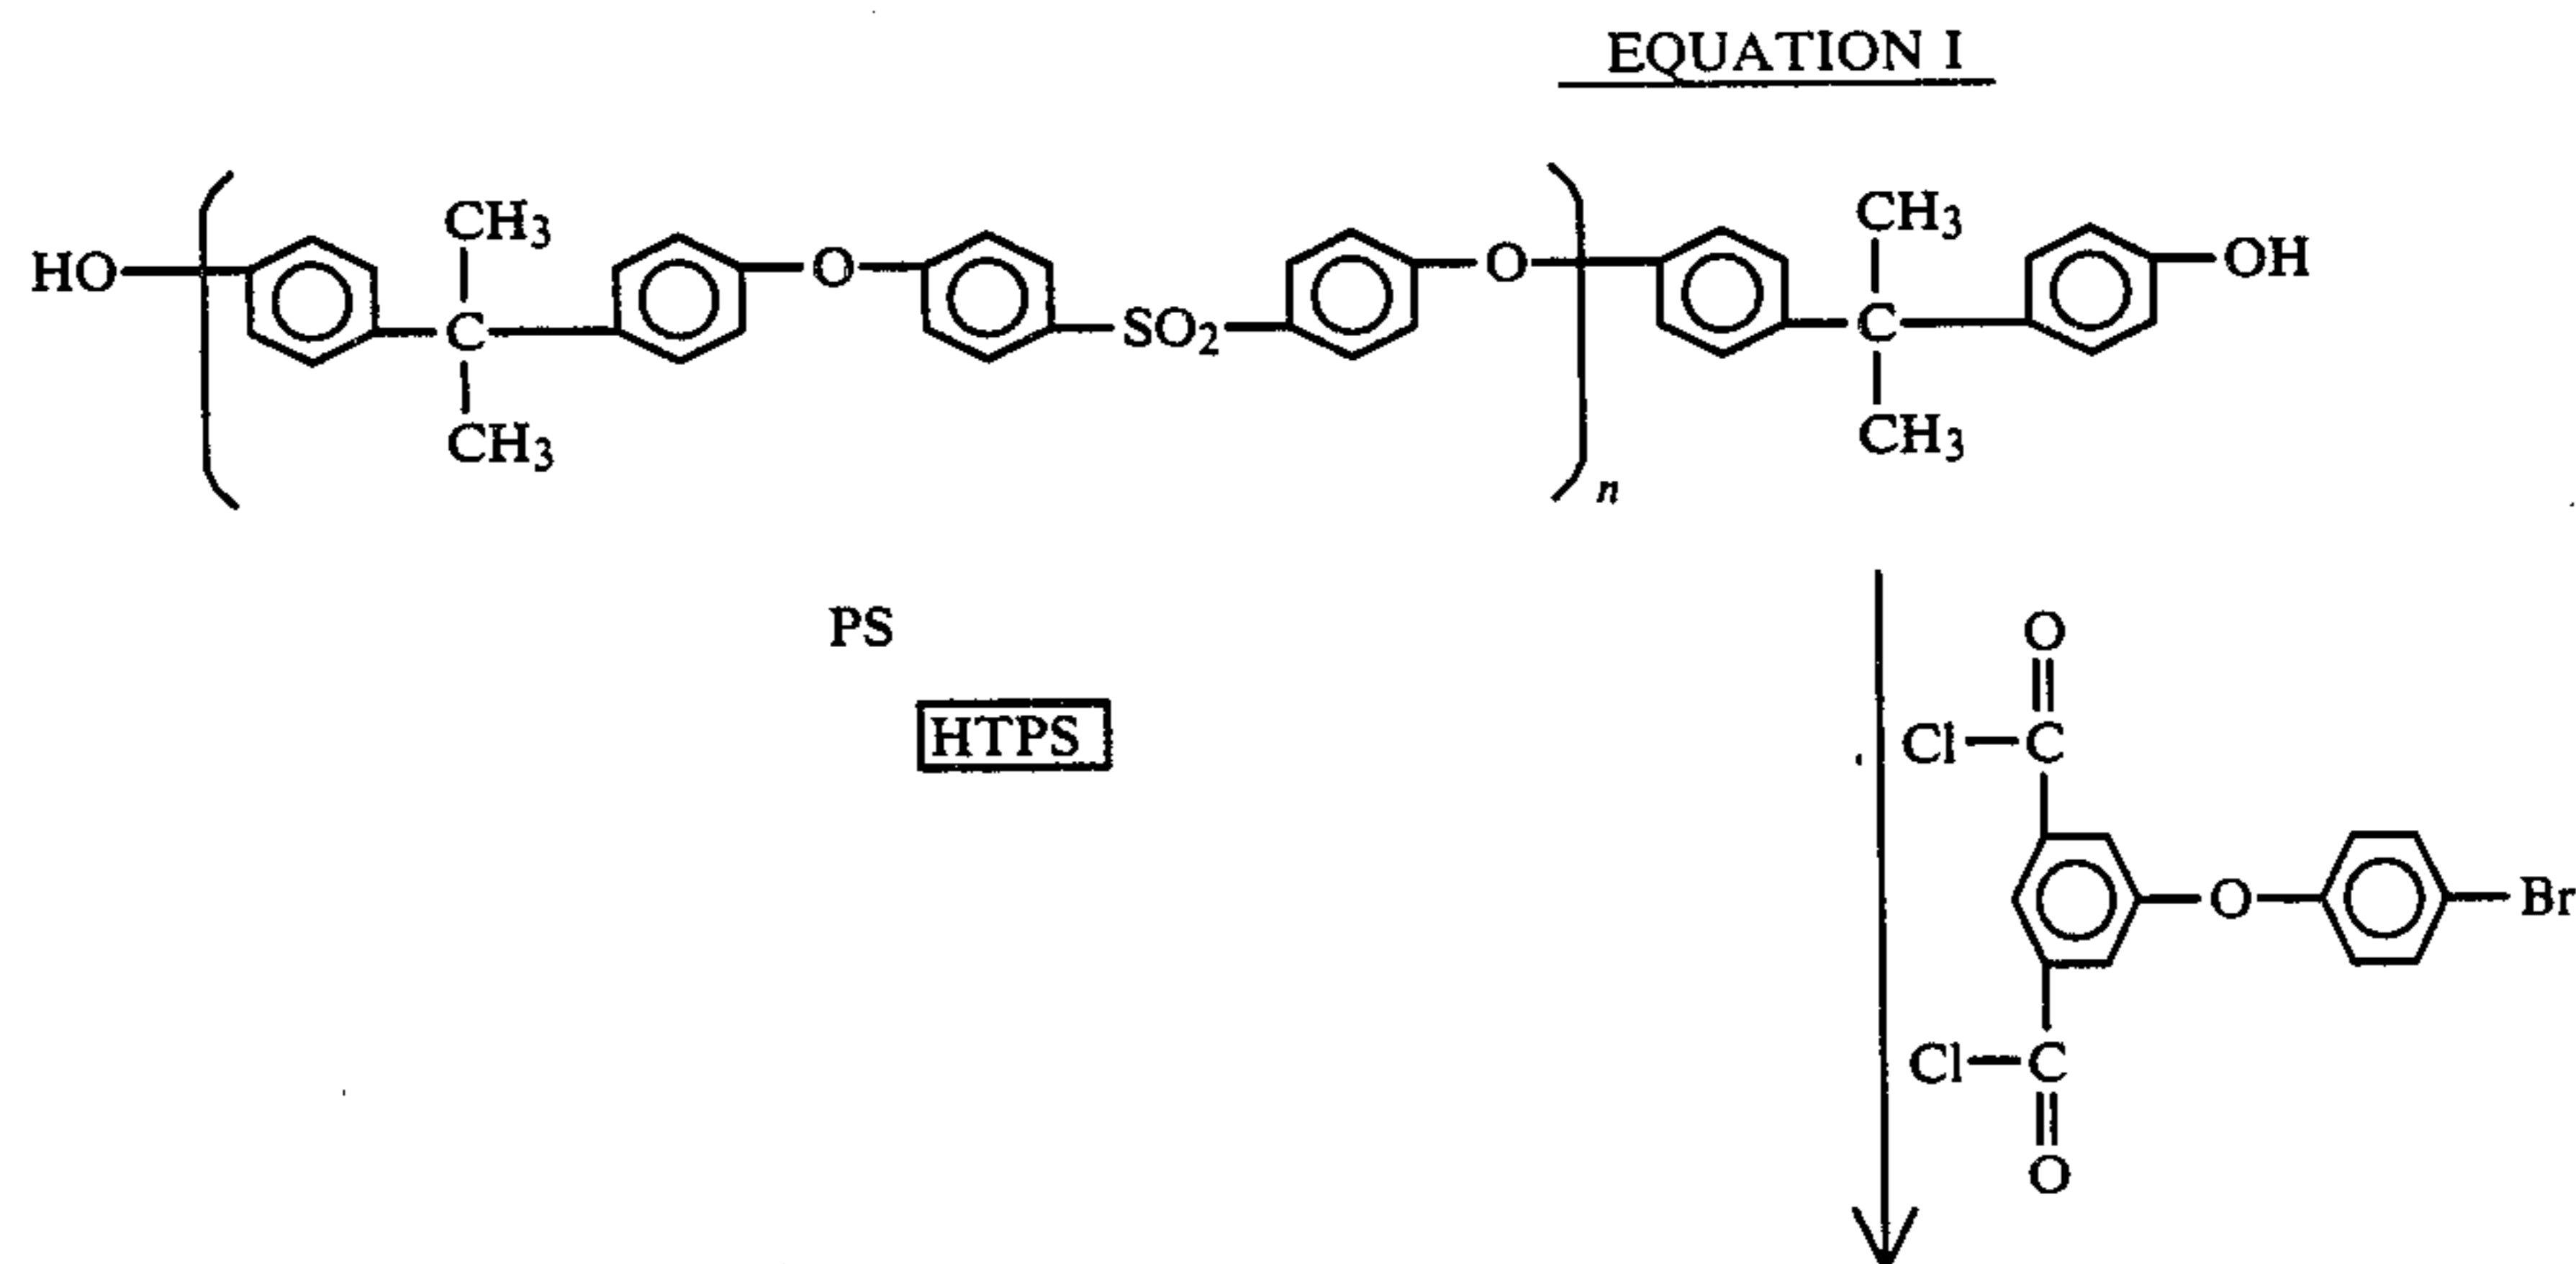 EQUATION I
CH3 CH3
HO C O SO2 O C OH
CH3 CH3
n
PS
HTPS
O
Cl—C
O Br
Cl—C
O